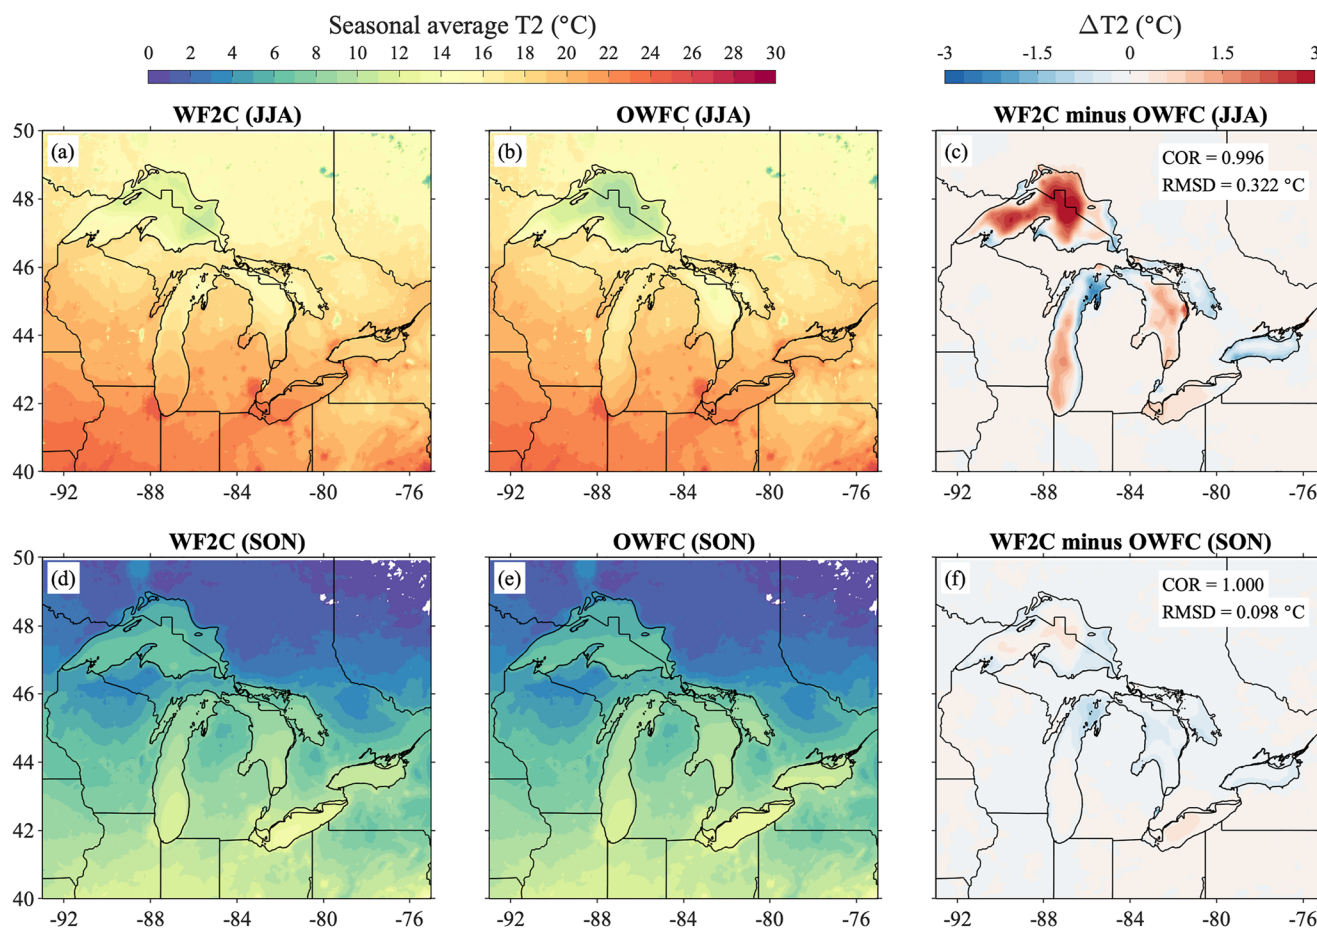 Seasonal average T2 (°C)
0 2 4 6 8 10 12 14 16 18 20 22 24 26 28 30
ΔT2 (°C)
-3 -1.5 0 1.5 3
WF2C (JJA)
OWFC (JJA)
WF2C minus OWFC (JJA)
(a)
(b)
(c)
COR = 0.996
RMSD = 0.322 °C
50
48
46
44
42
40
-92 -88 -84 -80 -76
-92 -88 -84 -80 -76
-92 -88 -84 -80 -76
WF2C (SON)
OWFC (SON)
WF2C minus OWFC (SON)
(d)
(e)
(f)
COR = 1.000
RMSD = 0.098 °C
50
48
46
44
42
40
-92 -88 -84 -80 -76
-92 -88 -84 -80 -76
-92 -88 -84 -80 -76